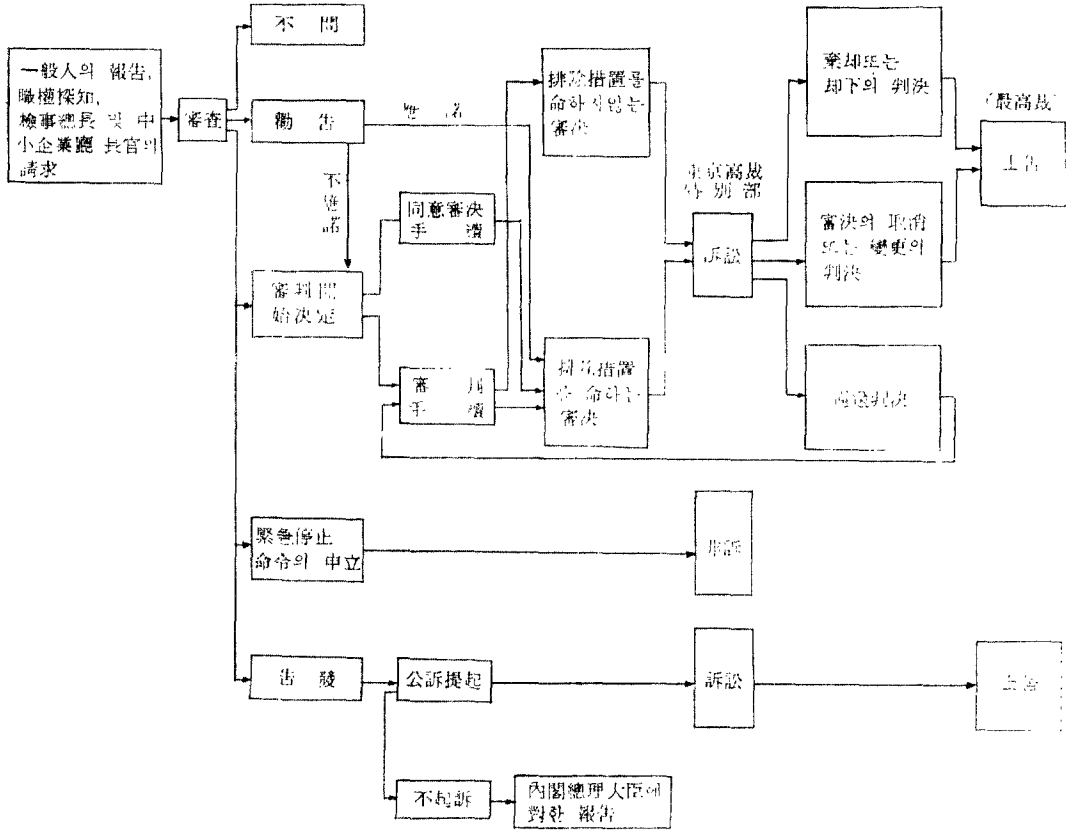 不問
一般人의 報告,
職權探知,
檢事總長 및 中
小企業廳 長官의
請求
審査
勸告
應諾
不應諾
審判開
始決定
同意審決
手續
審判
手續
排除措置를
命하지않는
審決
排除措置
를 命하는
審決
東京高裁
特別部
訴訟
棄却또는
却下의 判決
審決의 取消
또는 變更의
判決
(最高裁)
上告
緊急停止
命令의 申立
告發
公訴提起
訴訟
上告
不起訴
內閣總理大臣에
對한 報告